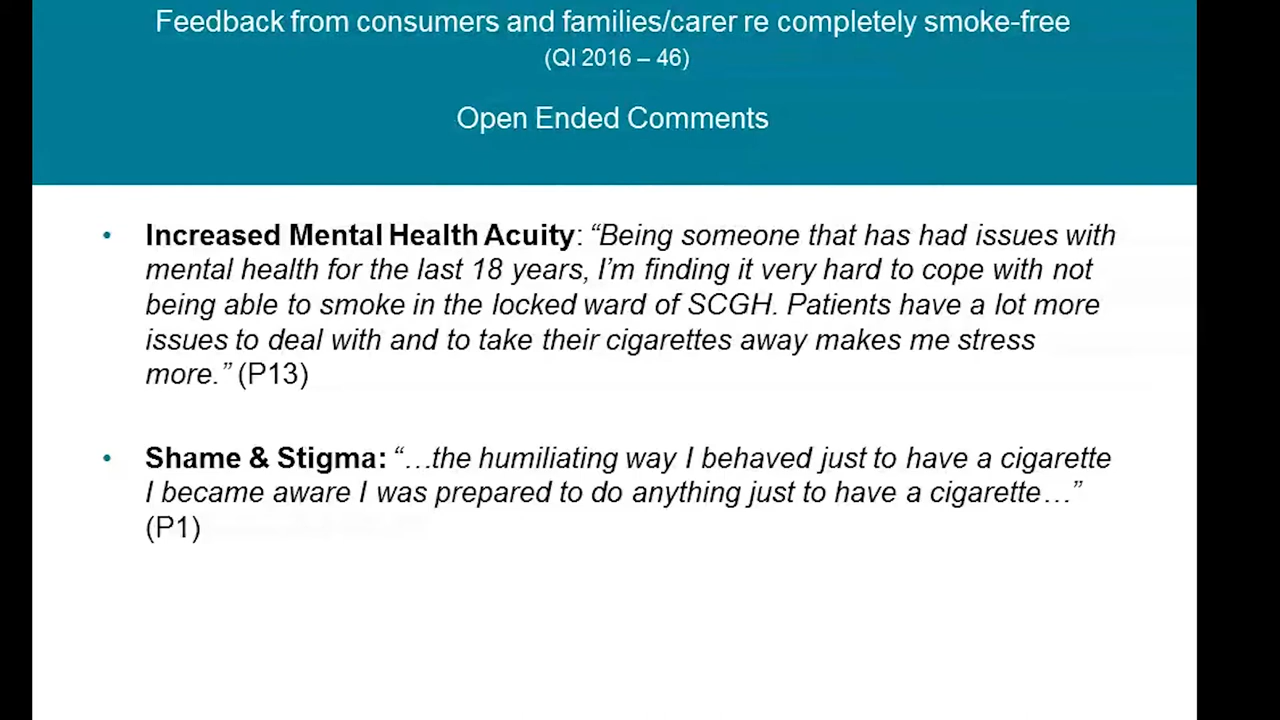 Feedback from consumers and families/carer re completely smoke-free
(QI 2016 – 46)
Open Ended Comments
• Increased Mental Health Acuity: “Being someone that has had issues with
mental health for the last 18 years, I’m finding it very hard to cope with not
being able to smoke in the locked ward of SCGH. Patients have a lot more
issues to deal with and to take their cigarettes away makes me stress
more.” (P13)
• Shame & Stigma: “…the humiliating way I behaved just to have a cigarette
I became aware I was prepared to do anything just to have a cigarette…”
(P1)